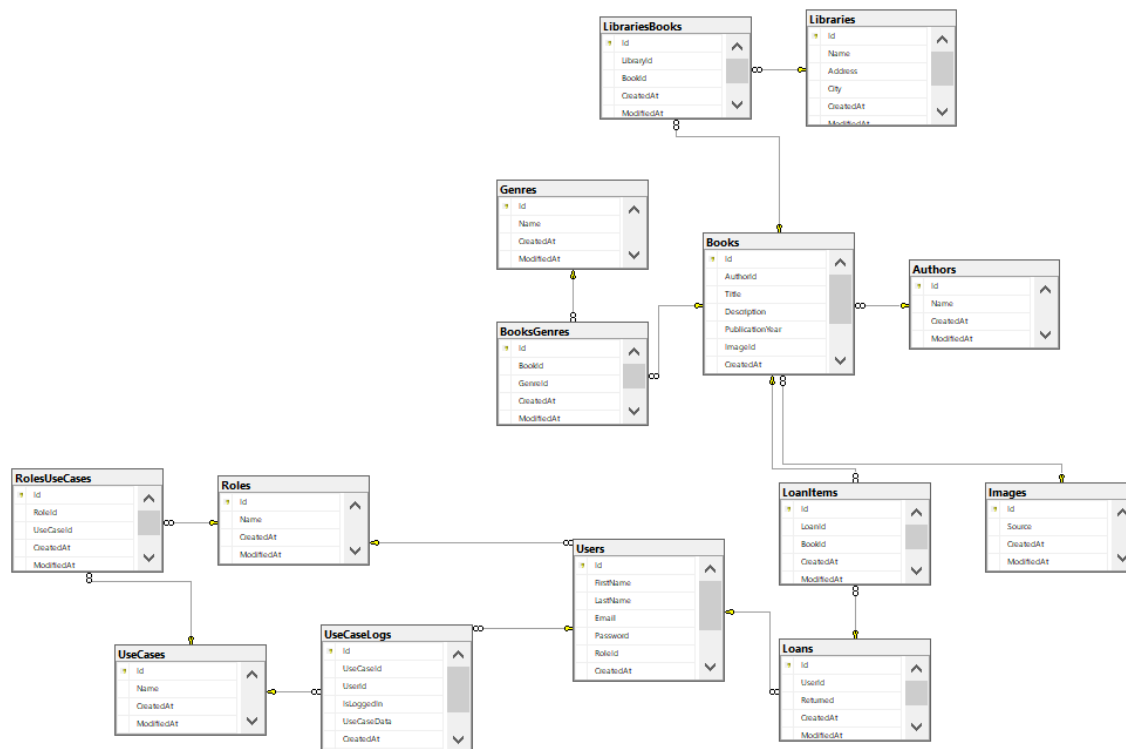 LibrariesBooks
Id
LibraryId
BookId
CreatedAt
ModifiedAt
Libraries
Id
Name
Address
City
CreatedAt
ModifiedAt
Genres
Id
Name
CreatedAt
ModifiedAt
Books
Id
AuthorId
Title
Description
PublicationYear
ImageId
CreatedAt
Authors
Id
Name
CreatedAt
ModifiedAt
BooksGenres
Id
BookId
GenreId
CreatedAt
ModifiedAt
RolesUseCases
Id
RoleId
UseCaseId
CreatedAt
ModifiedAt
Roles
Id
Name
CreatedAt
ModifiedAt
LoanItems
Id
LoanId
BookId
CreatedAt
ModifiedAt
Images
Id
Source
CreatedAt
ModifiedAt
Users
Id
FirstName
LastName
Email
Password
RoleId
CreatedAt
UseCases
Id
Name
CreatedAt
ModifiedAt
UseCaseLogs
Id
UseCaseId
UserId
IsLoggedIn
UseCaseData
CreatedAt
Loans
Id
UserId
Returned
CreatedAt
ModifiedAt